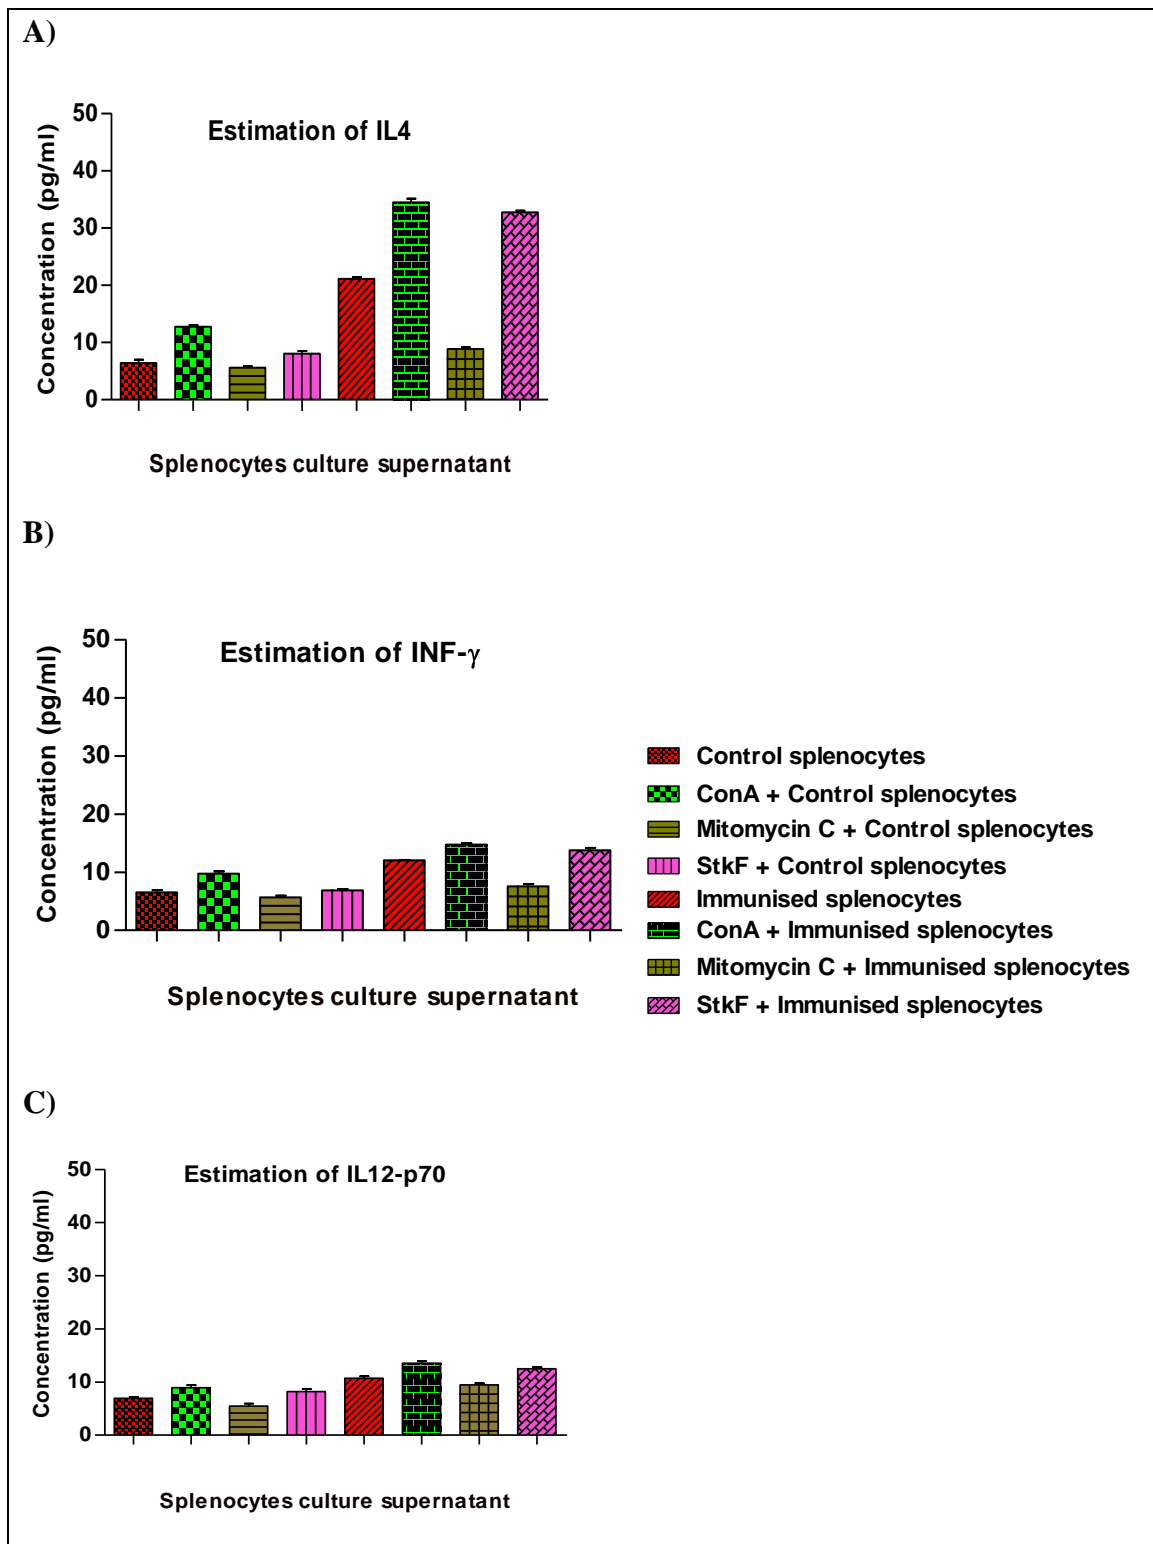 A)
Estimation of IL4
Concentration (pg/ml)
50
40
30
20
10
0
Splenocytes culture supernatant
B)
Estimation of INF-γ
Concentration (pg/ml)
50
40
30
20
10
0
Splenocytes culture supernatant
Control splenocytes
ConA + Control splenocytes
Mitomycin C + Control splenocytes
StkF + Control splenocytes
Immunised splenocytes
ConA + Immunised splenocytes
Mitomycin C + Immunised splenocytes
StkF + Immunised splenocytes
C)
Estimation of IL12-p70
Concentration (pg/ml)
50
40
30
20
10
0
Splenocytes culture supernatant